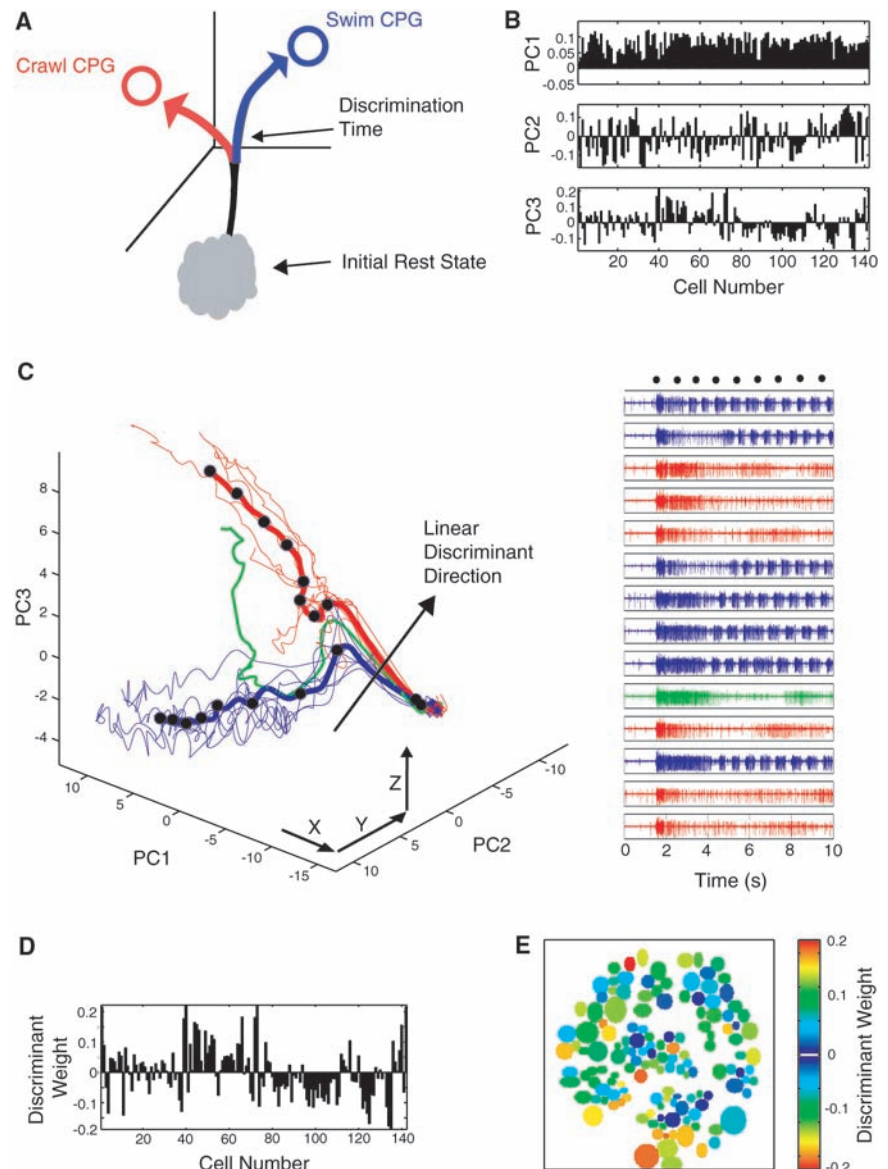 A
Swim CPG
Crawl CPG
Discrimination
Time
Initial Rest State
B
PC1
0.1
0.05
0
-0.05
PC2
0.1
0
-0.1
PC3
0.2
0.1
0
-0.1
20 40 60 80 100 120 140
Cell Number
C
PC3
8
6
4
2
0
-2
-4
Linear
Discriminant
Direction
X
Y
Z
10
5
0
-5
-10
-15
PC1
10
5
0
-5
-10
PC2
0 2 4 6 8 10
Time (s)
D
Discriminant
Weight
0.2
0.1
0
-0.1
-0.2
20 40 60 80 100 120 140
Cell Number
E
0.2
0.1
0
-0.1
-0.2
Discriminant Weight